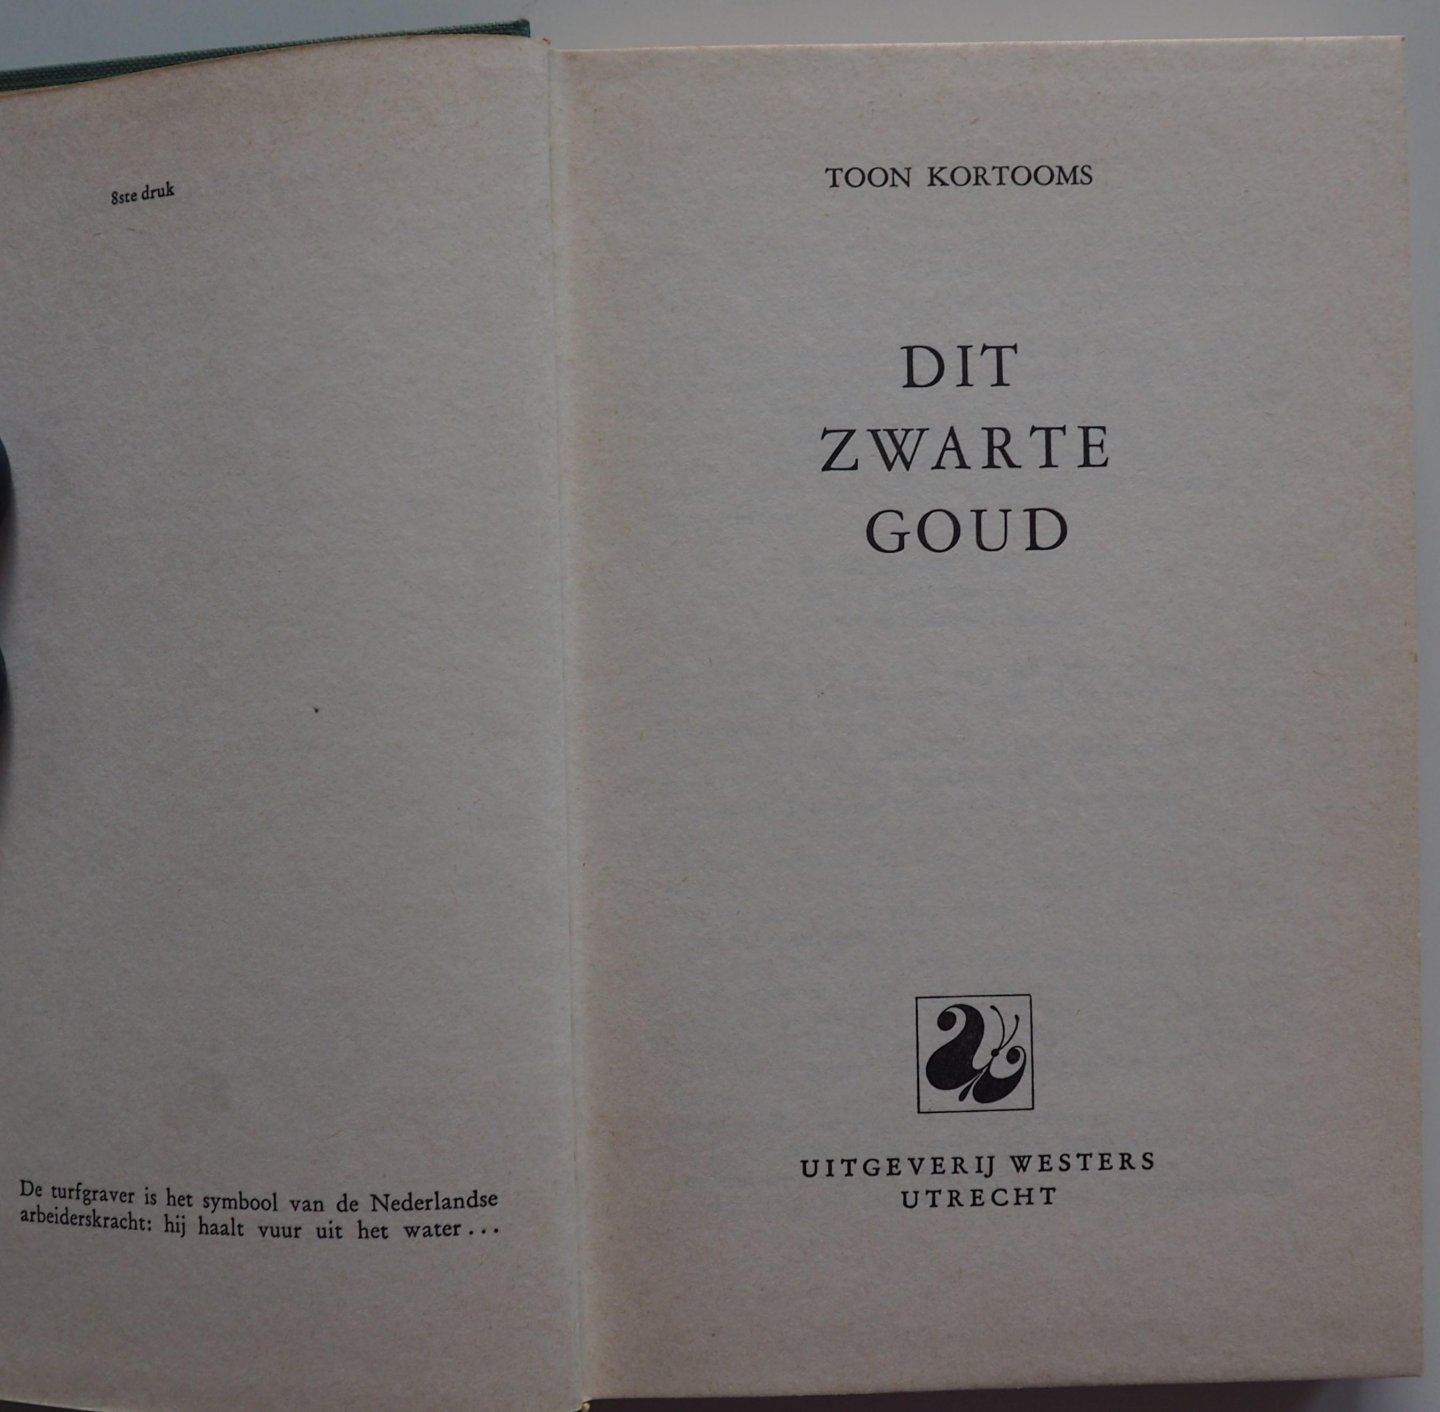 8ste druk
De turfgraver is het symbool van de Nederlandse
arbeiderskracht: hij haalt vuur uit het water...
TOON KORTOOMS
DIT
ZWARTE
GOUD
UITGEVERIJ WESTERS
UTRECHT